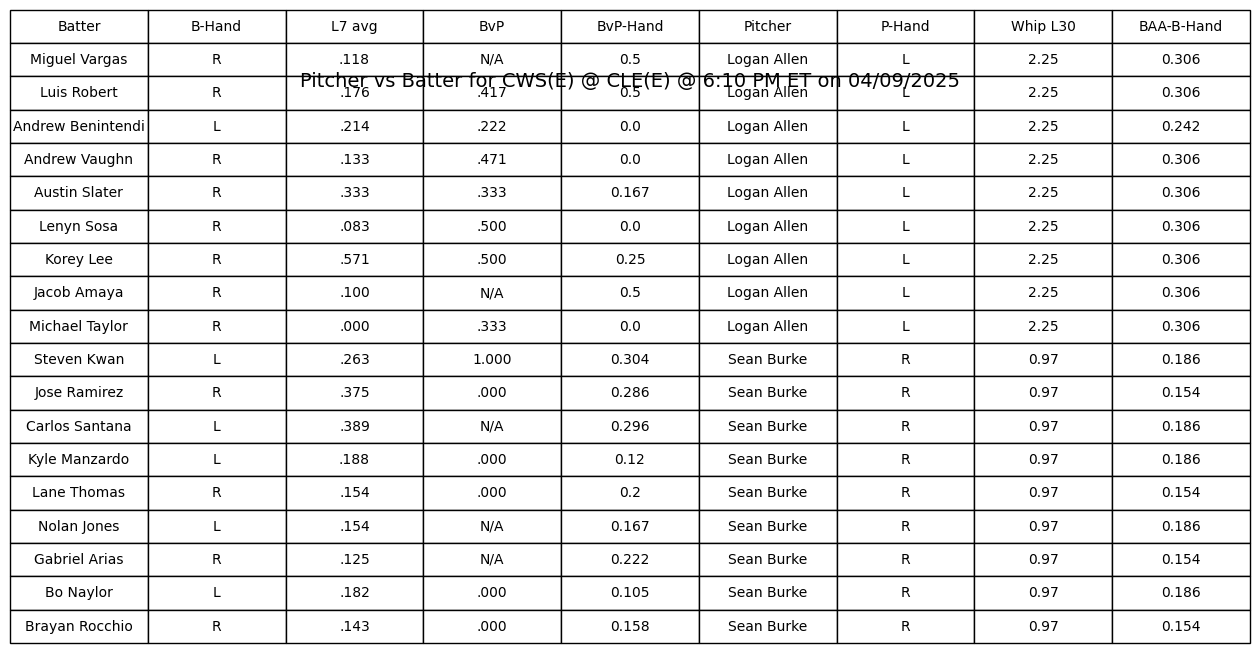 Batter B-Hand L7 avg BvP BvP-Hand Pitcher P-Hand Whip L30 BAA-B-Hand
Miguel Vargas R .118 N/A 0.5 Logan Allen L 2.25 0.306
Pitcher vs Batter for CWS(E) @ CLE(E) @ 6:10 PM ET on 04/09/2025
Luis Robert R .176 .417 0.5 Logan Allen L 2.25 0.306
Andrew Benintendi L .214 .222 0.0 Logan Allen L 2.25 0.242
Andrew Vaughn R .133 .471 0.0 Logan Allen L 2.25 0.306
Austin Slater R .333 .333 0.167 Logan Allen L 2.25 0.306
Lenyn Sosa R .083 .500 0.0 Logan Allen L 2.25 0.306
Korey Lee R .571 .500 0.25 Logan Allen L 2.25 0.306
Jacob Amaya R .100 N/A 0.5 Logan Allen L 2.25 0.306
Michael Taylor R .000 .333 0.0 Logan Allen L 2.25 0.306
Steven Kwan L .263 1.000 0.304 Sean Burke R 0.97 0.186
Jose Ramirez R .375 .000 0.286 Sean Burke R 0.97 0.154
Carlos Santana L .389 N/A 0.296 Sean Burke R 0.97 0.186
Kyle Manzardo L .188 .000 0.12 Sean Burke R 0.97 0.186
Lane Thomas R .154 .000 0.2 Sean Burke R 0.97 0.154
Nolan Jones L .154 N/A 0.167 Sean Burke R 0.97 0.186
Gabriel Arias R .125 N/A 0.222 Sean Burke R 0.97 0.154
Bo Naylor L .182 .000 0.105 Sean Burke R 0.97 0.186
Brayan Rocchio R .143 .000 0.158 Sean Burke R 0.97 0.154